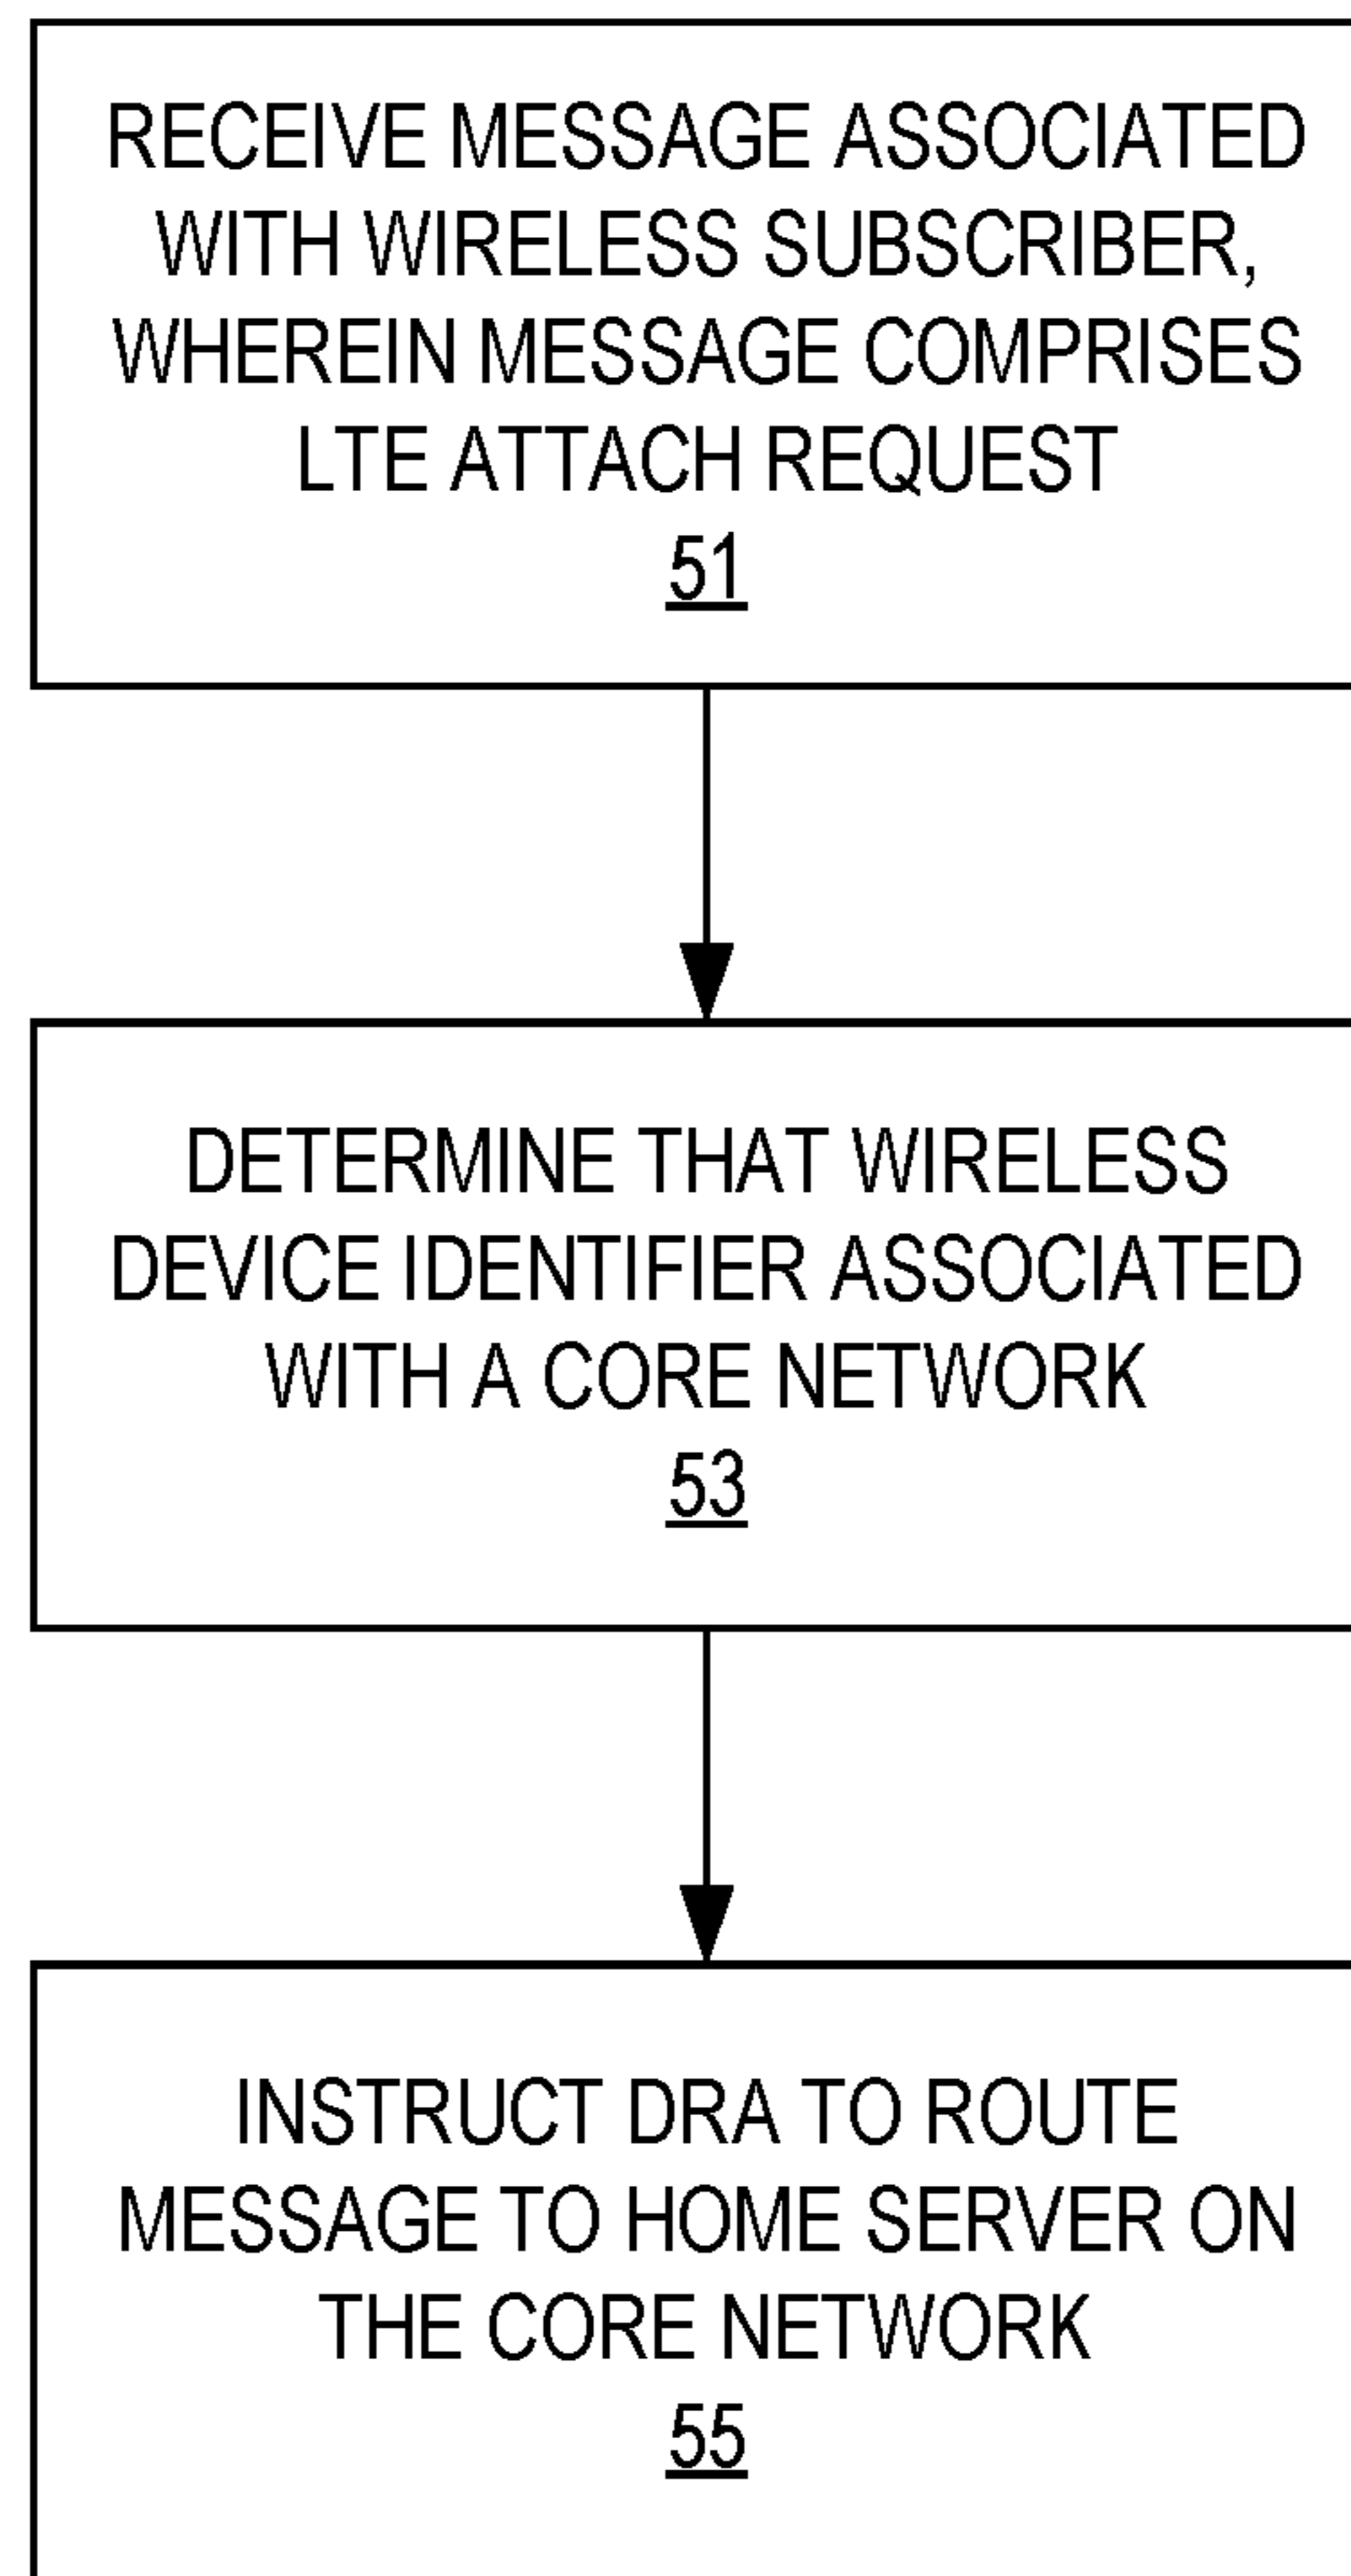 RECEIVE MESSAGE ASSOCIATED
WITH WIRELESS SUBSCRIBER,
WHEREIN MESSAGE COMPRISES
LTE ATTACH REQUEST
51
DETERMINE THAT WIRELESS
DEVICE IDENTIFIER ASSOCIATED
WITH A CORE NETWORK
53
INSTRUCT DRA TO ROUTE
MESSAGE TO HOME SERVER ON
THE CORE NETWORK
55